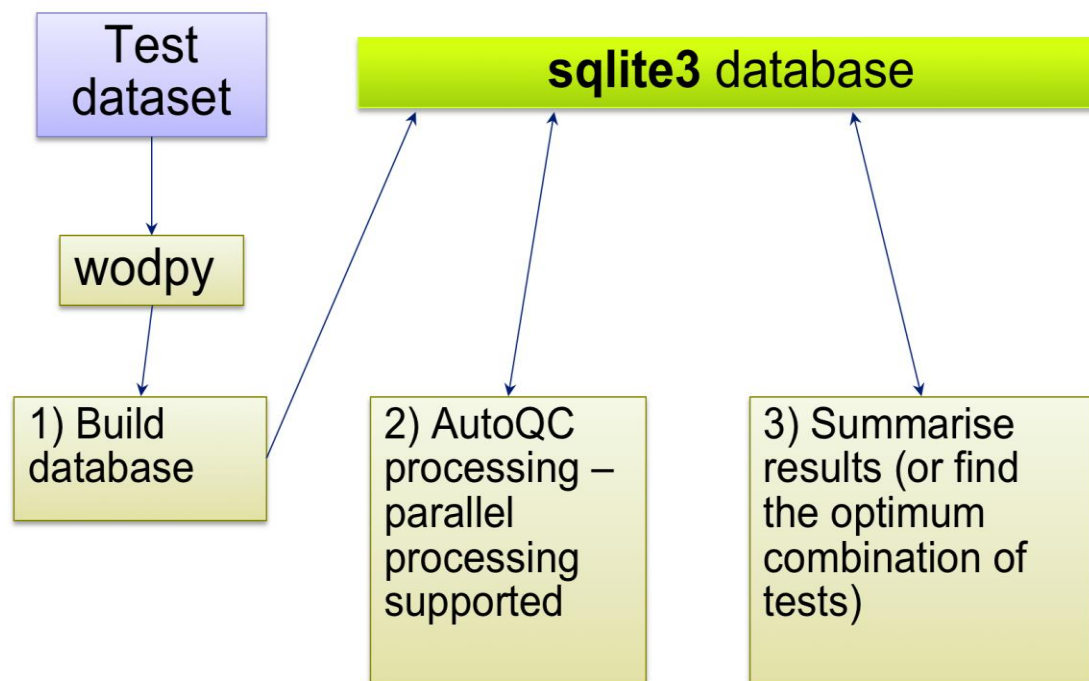 Test
dataset
sqlite3 database
wodpy
1) Build
database
2) AutoQC
processing –
parallel
processing
supported
3) Summarise
results (or find
the optimum
combination of
tests)